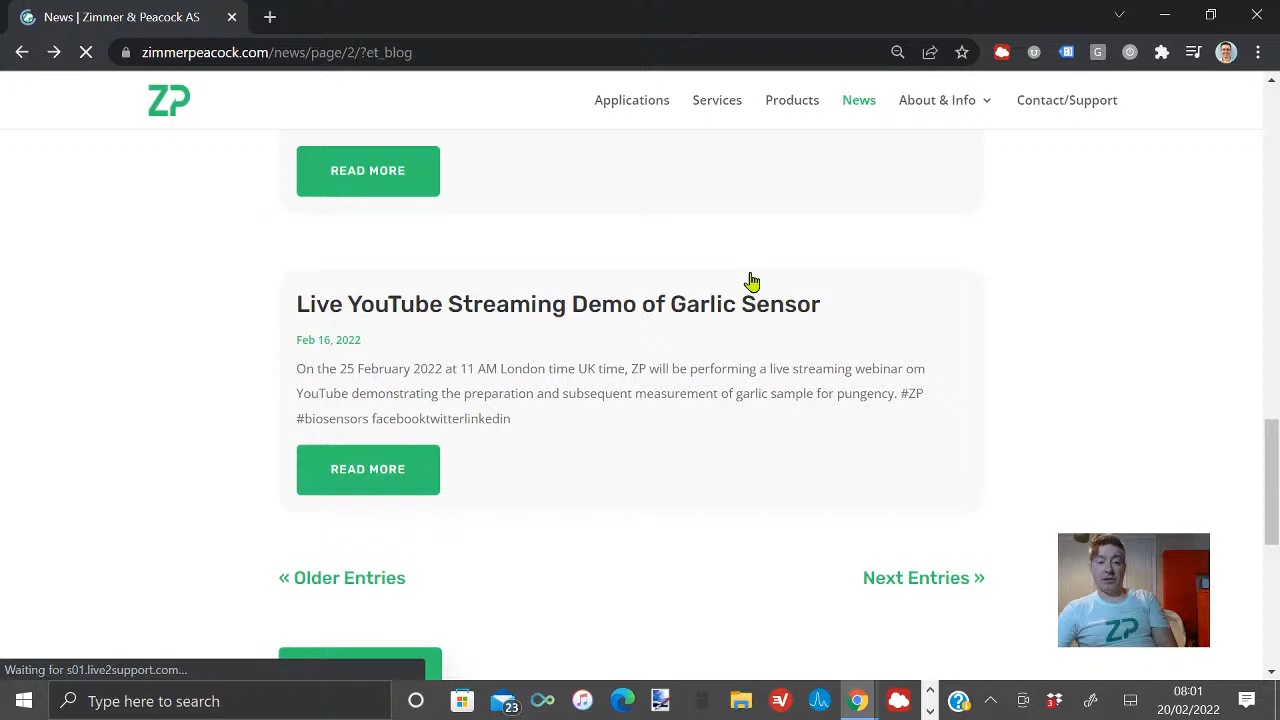 News | Zimmer & Peacock AS
zimmerpeacock.com/news/page/2/?et_blog
ZP
Applications
Services
Products
News
About & Info
Contact/Support
READ MORE
Live YouTube Streaming Demo of Garlic Sensor
Feb 16, 2022
On the 25 February 2022 at 11 AM London time UK time, ZP will be performing a live streaming webinar om
YouTube demonstrating the preparation and subsequent measurement of garlic sample for pungency. #ZP
#biosensors facebooktwitterlinkedin
READ MORE
« Older Entries
Next Entries »
ZP
Waiting for s01.live2support.com...
Type here to search
23
08:01
20/02/2022